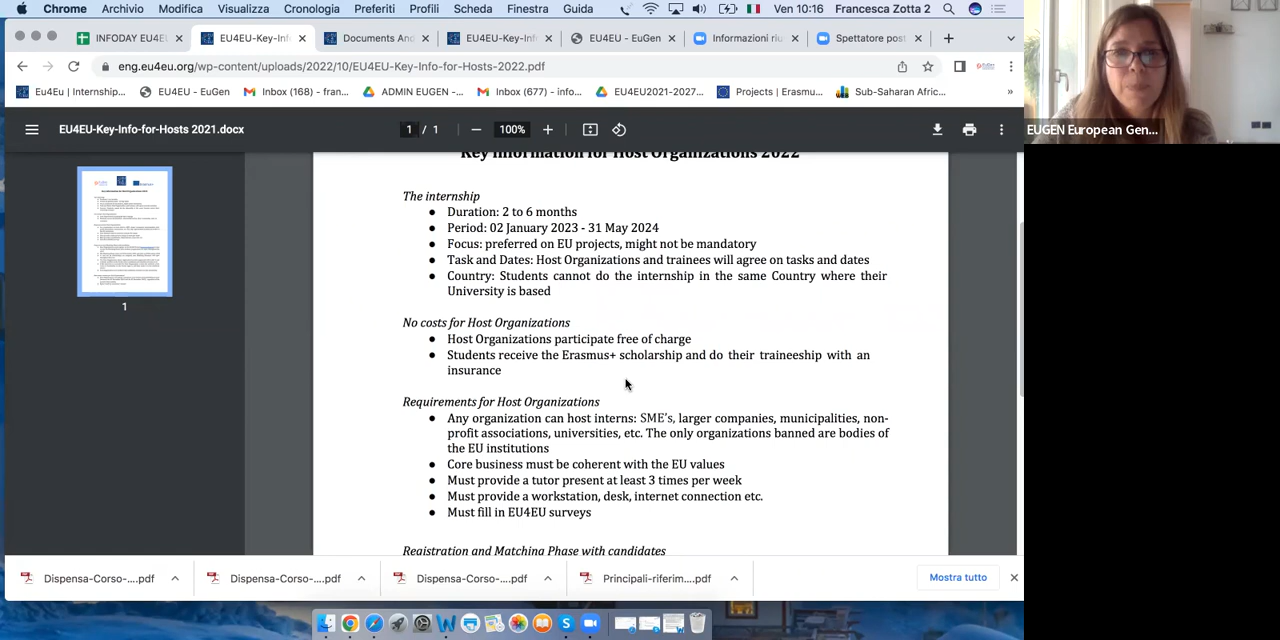 Chrome Archivio Modifica Visualizza Cronologia Preferiti Profili Scheda Finestra Guida Ven 10:16 Francesca Zotta 2
INFODAY EU4EU EU4EU-Key-Inf Documents And EU4EU-Key-Inf EU4EU - EuGen Informazioni riu Spettatore post
eng.eu4eu.org/wp-content/uploads/2022/10/EU4EU-Key-Info-for-Hosts-2022.pdf
Eu4Eu | Internship... EU4EU - EuGen Inbox (168) - fran... ADMIN EUGEN -... Inbox (677) - info... EU4EU2021-2027... Projects | Erasmu... Sub-Saharan Afric... »
EU4EU-Key-Info-for-Hosts 2021.docx 1 / 1 100%
EUGEN European Gen...
Key Information for Host Organizations 2022
The internship
● Duration: 2 to 6 months
● Period: 02 January 2023 - 31 May 2024
● Focus: preferred on EU projects, might not be mandatory
● Task and Dates: Host Organizations and trainees will agree on tasks and dates
● Country: Students cannot do the internship in the same Country where their
University is based
No costs for Host Organizations
● Host Organizations participate free of charge
● Students receive the Erasmus+ scholarship and do their traineeship with an
insurance
Requirements for Host Organizations
● Any organization can host interns: SME's, larger companies, municipalities, non-
profit associations, universities, etc. The only organizations banned are bodies of
the EU institutions
● Core business must be coherent with the EU values
● Must provide a tutor present at least 3 times per week
● Must provide a workstation, desk, internet connection etc.
● Must fill in EU4EU surveys
Registration and Matching Phase with candidates
1
Dispensa-Corso-....pdf Dispensa-Corso-....pdf Dispensa-Corso-....pdf Principali-riferim....pdf Mostra tutto